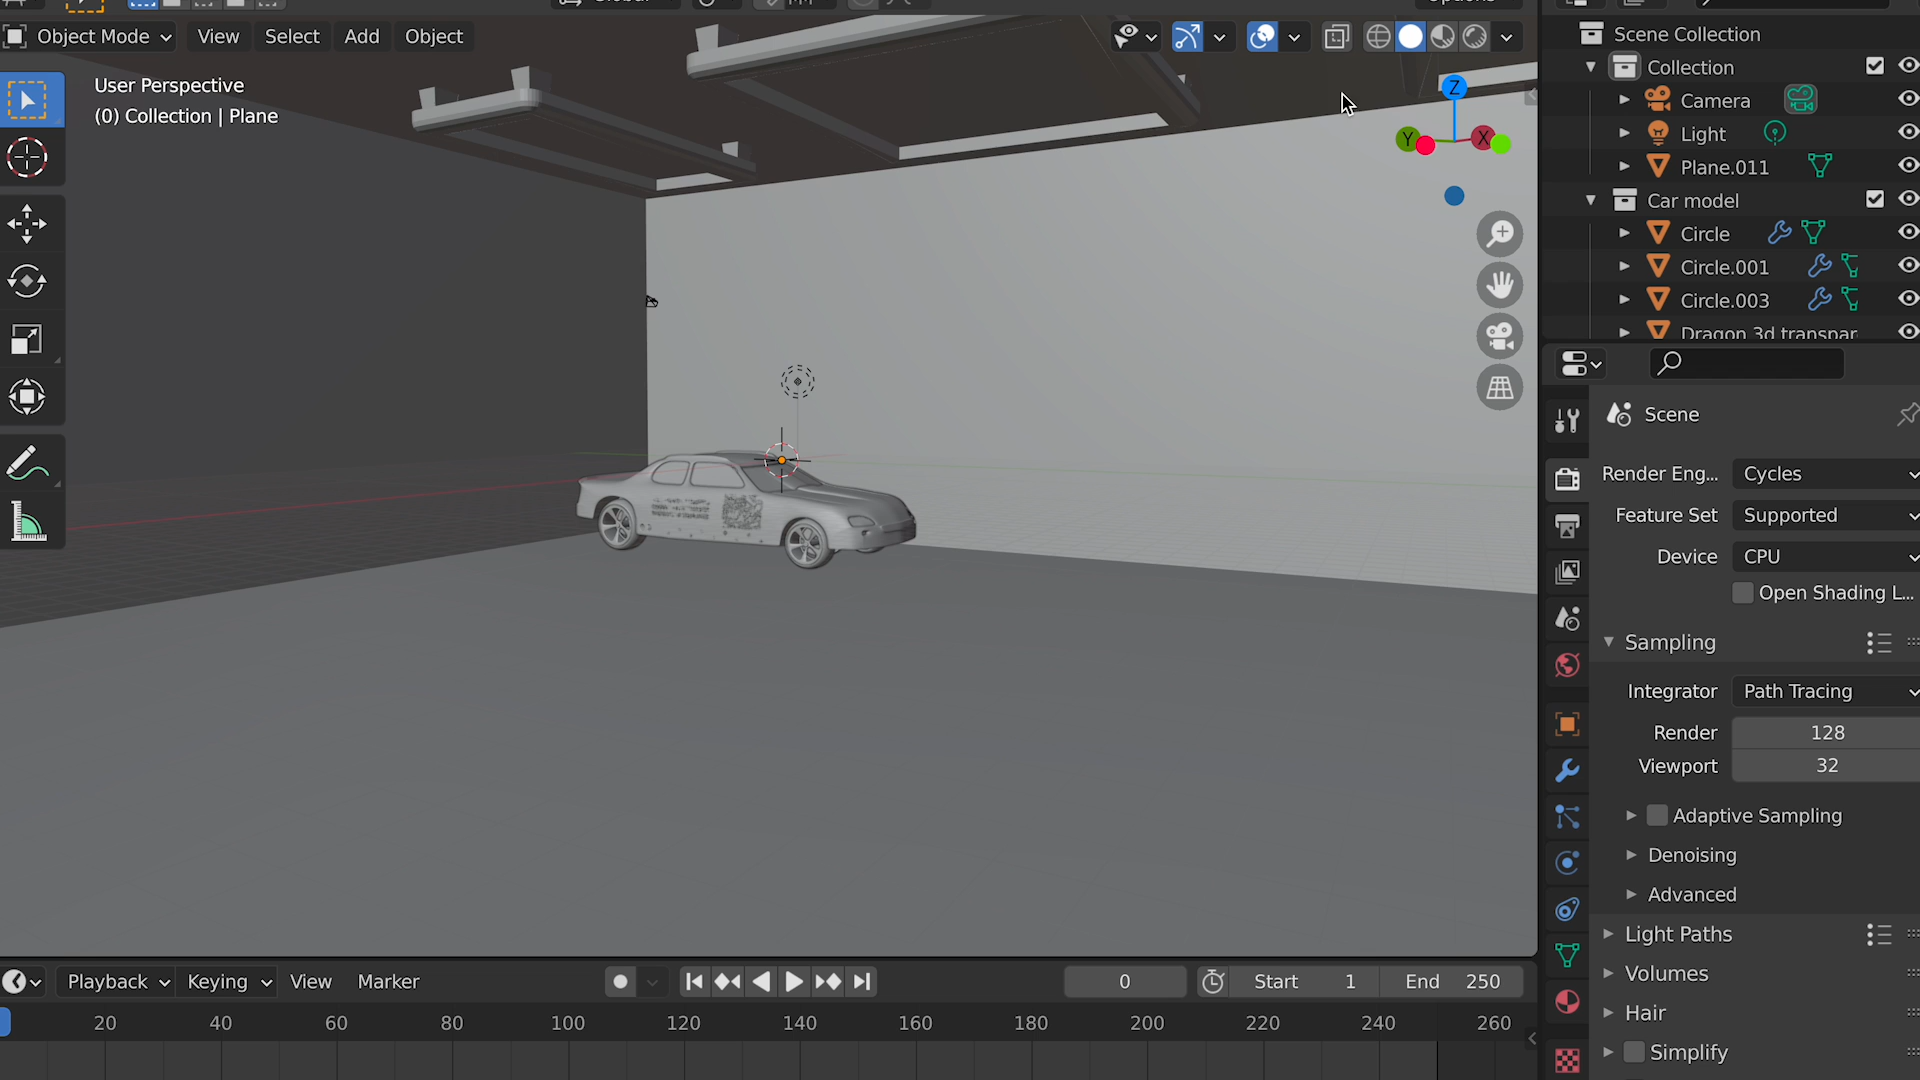 Object Mode View Select Add Object
User Perspective
(0) Collection | Plane
Z
Y X
Scene Collection
Collection
Camera
Light
Plane.011
Car model
Circle
Circle.001
Circle.003
Dragon 3d transpar
Scene
Render Eng... Cycles
Feature Set Supported
Device CPU
Open Shading L...
Sampling
Integrator Path Tracing
Render 128
Viewport 32
Adaptive Sampling
Denoising
Advanced
Light Paths
Volumes
Hair
Simplify
Playback Keying View Marker 0 Start 1 End 250
20 40 60 80 100 120 140 160 180 200 220 240 260